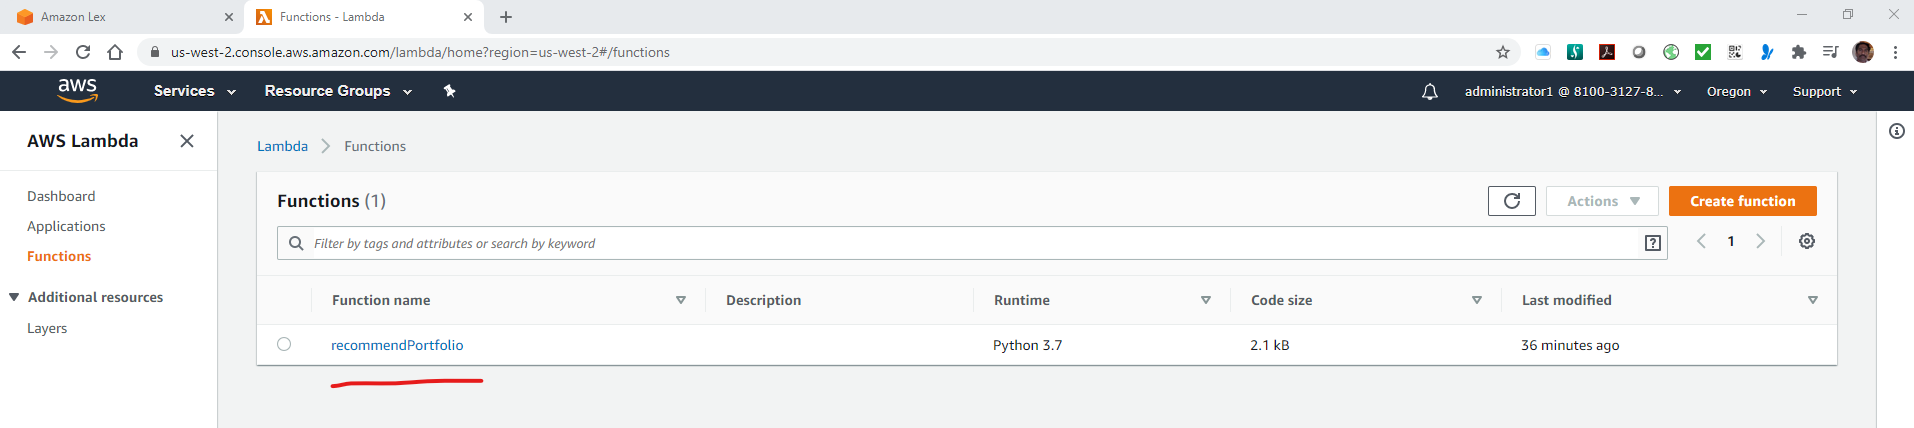 Amazon Lex
Functions - Lambda
us-west-2.console.aws.amazon.com/lambda/home?region=us-west-2#/functions
aws Services Resource Groups administrator1 @ 8100-3127-8... Oregon Support
AWS Lambda
Dashboard
Applications
Functions
Additional resources
Layers
Lambda > Functions
Functions (1)
Actions
Create function
Filter by tags and attributes or search by keyword
?
1
Function name Description Runtime Code size Last modified
recommendPortfolio Python 3.7 2.1 kB 36 minutes ago